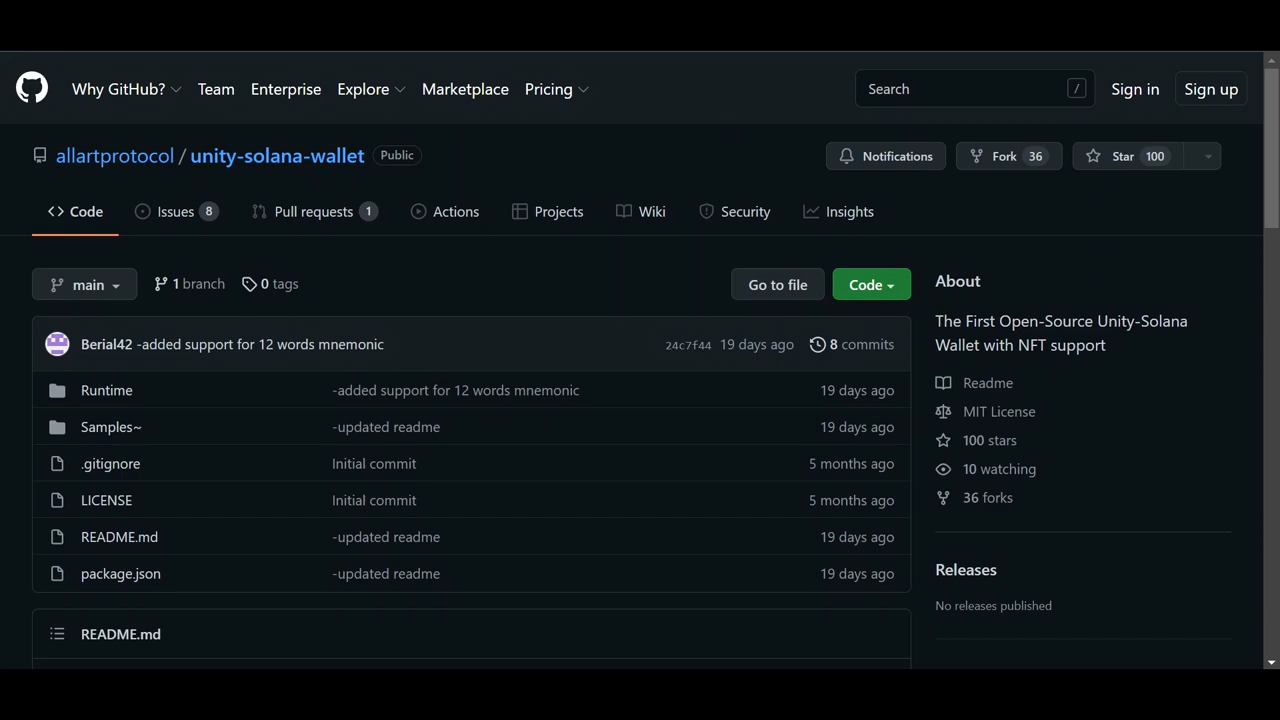 Why GitHub? Team Enterprise Explore Marketplace Pricing Search / Sign in Sign up
allartprotocol / unity-solana-wallet Public Notifications Fork 36 Star 100
Code Issues 8 Pull requests 1 Actions Projects Wiki Security Insights
main 1 branch 0 tags Go to file Code
Berial42 -added support for 12 words mnemonic 24c7f44 19 days ago 8 commits
Runtime -added support for 12 words mnemonic 19 days ago
Samples~ -updated readme 19 days ago
.gitignore Initial commit 5 months ago
LICENSE Initial commit 5 months ago
README.md -updated readme 19 days ago
package.json -updated readme 19 days ago
README.md
About
The First Open-Source Unity-Solana
Wallet with NFT support
Readme
MIT License
100 stars
10 watching
36 forks
Releases
No releases published